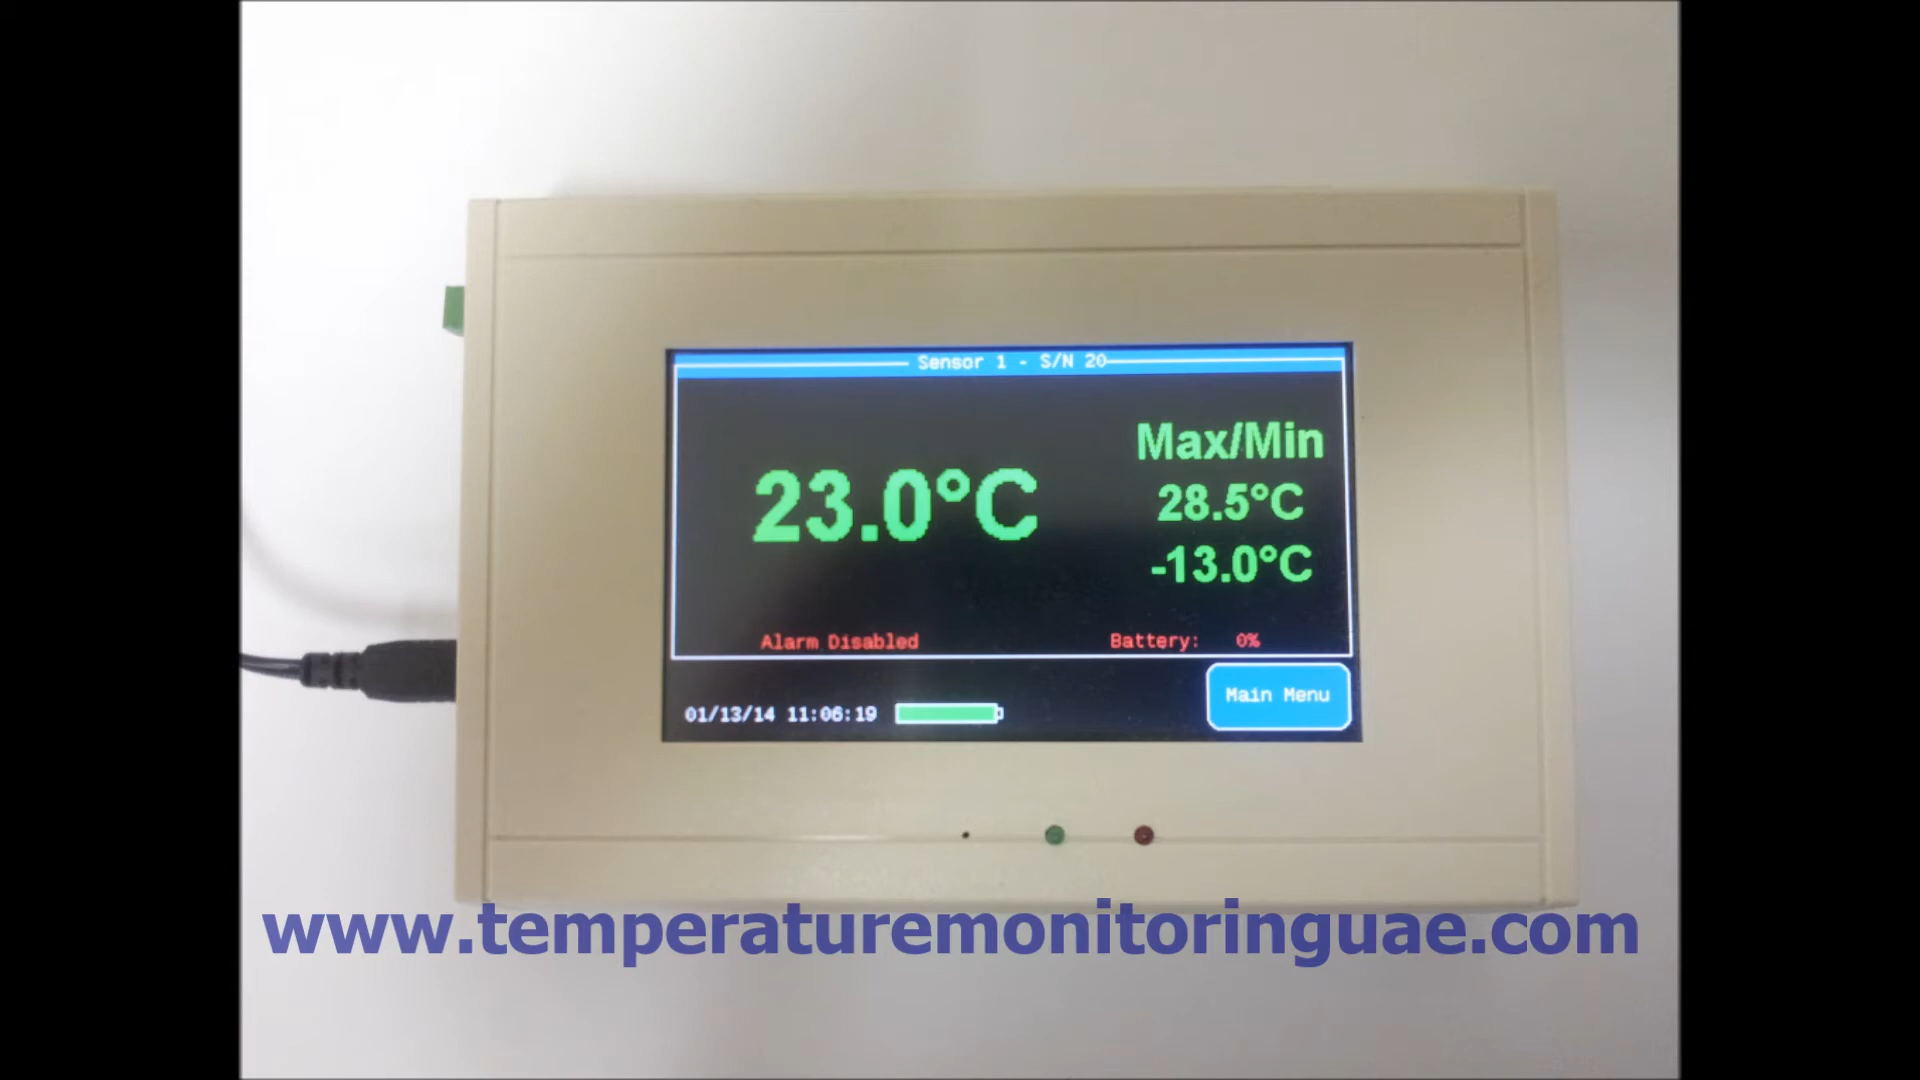 Sensor 1 - S/N 20
23.0°C
Max/Min
28.5°C
-13.0°C
Alarm Disabled
Battery: 0%
01/13/14 11:06:19
Main Menu
www.temperaturemonitoringuae.com